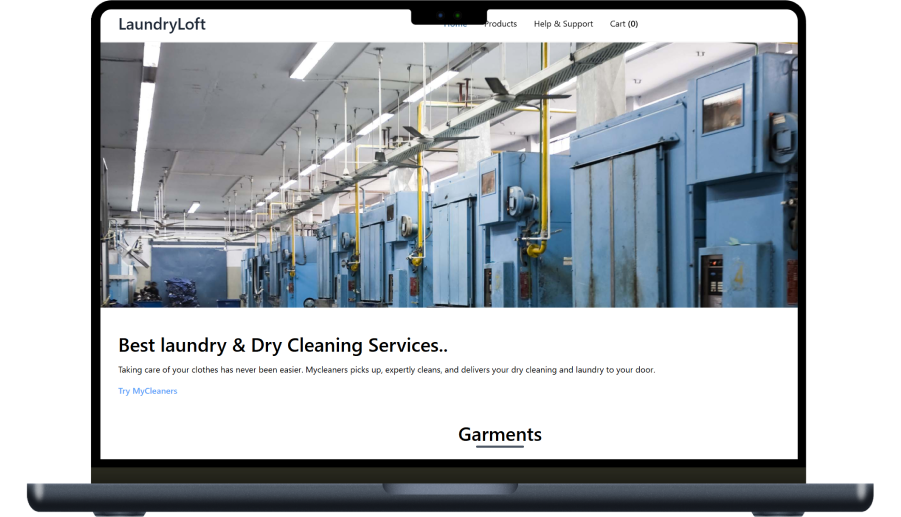 LaundryLoft
Home Products Help & Support Cart (0)
Best laundry & Dry Cleaning Services..
Taking care of your clothes has never been easier. Mycleaners picks up, expertly cleans, and delivers your dry cleaning and laundry to your door.
Try MyCleaners
Garments